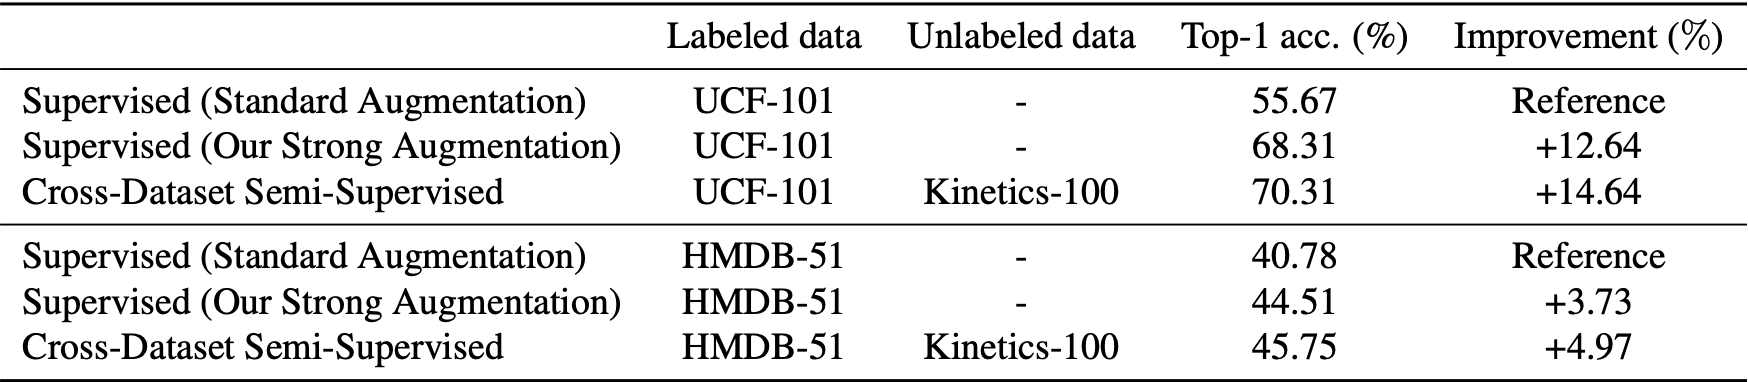 Labeled data Unlabeled data Top-1 acc. (%) Improvement (%)
Supervised (Standard Augmentation) UCF-101 - 55.67 Reference
Supervised (Our Strong Augmentation) UCF-101 - 68.31 +12.64
Cross-Dataset Semi-Supervised UCF-101 Kinetics-100 70.31 +14.64
Supervised (Standard Augmentation) HMDB-51 - 40.78 Reference
Supervised (Our Strong Augmentation) HMDB-51 - 44.51 +3.73
Cross-Dataset Semi-Supervised HMDB-51 Kinetics-100 45.75 +4.97